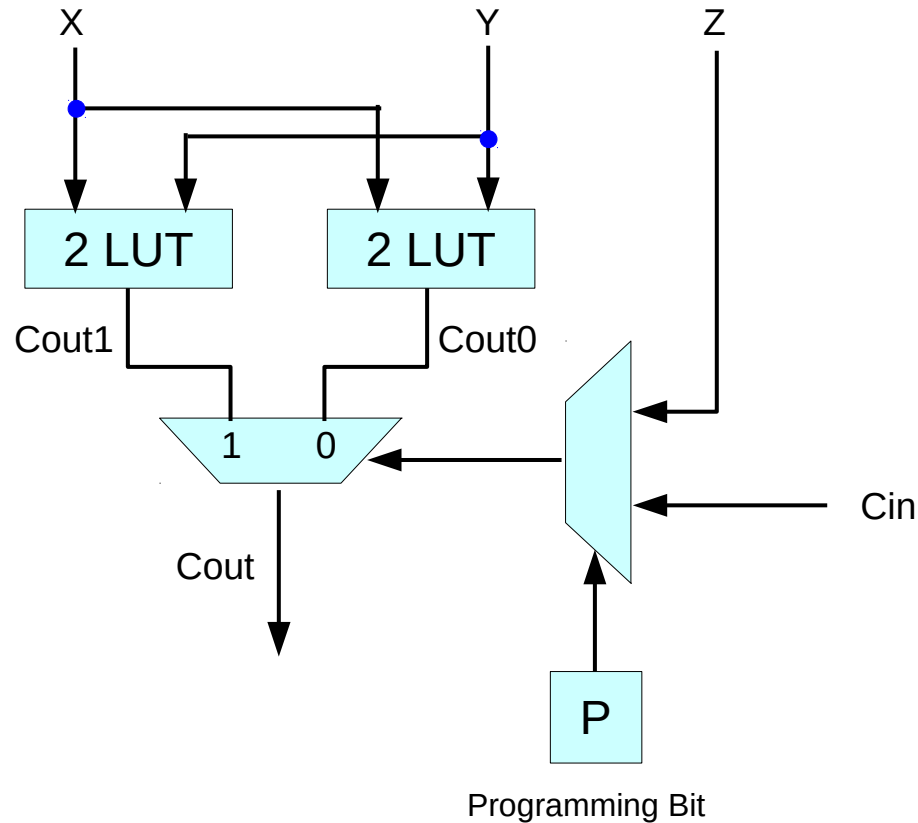 X Y Z
2 LUT 2 LUT
Cout1 Cout0
1 0
Cin
Cout
P
Programming Bit